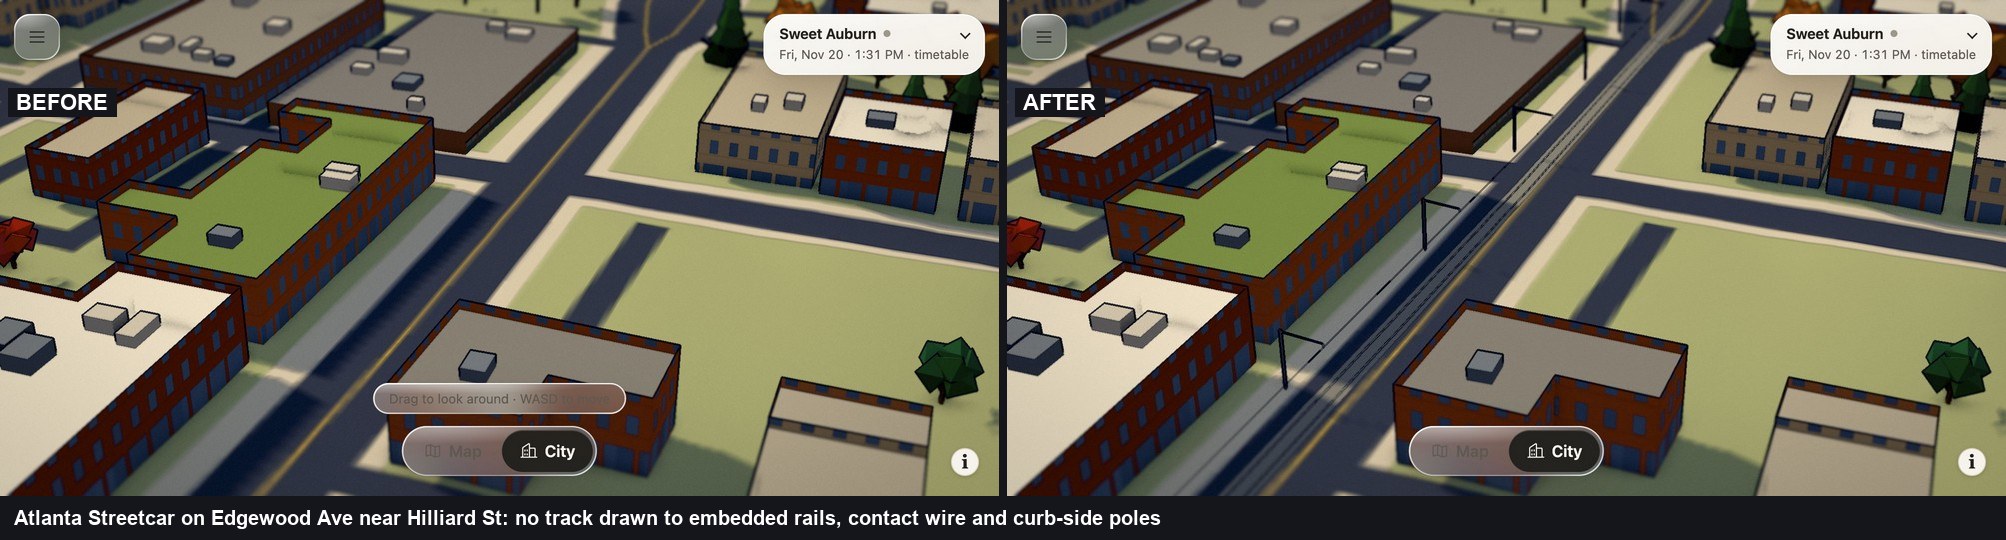 Sweet Auburn
Fri, Nov 20 · 1:31 PM · timetable
BEFORE
Drag to look around · WASD to move
Map
City
i
Sweet Auburn
Fri, Nov 20 · 1:31 PM · timetable
AFTER
Map
City
i
Atlanta Streetcar on Edgewood Ave near Hilliard St: no track drawn to embedded rails, contact wire and curb-side poles